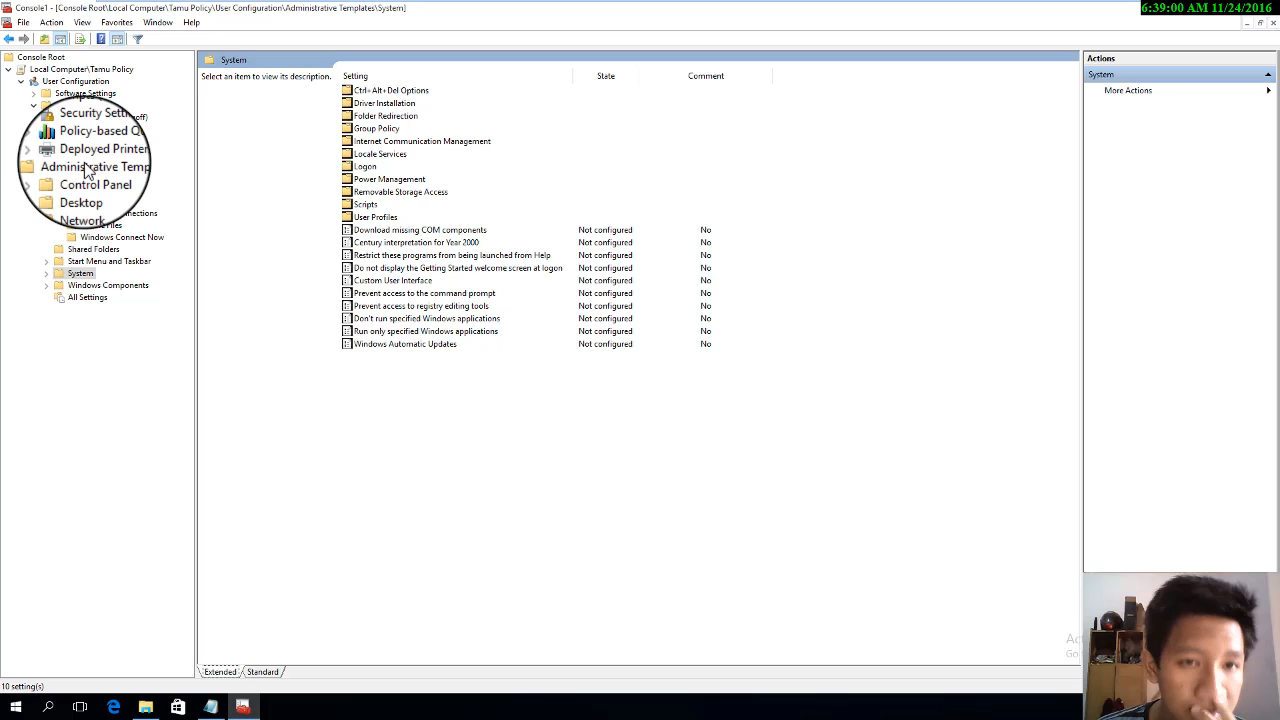 Console1 - [Console Root\Local Computer\Tamu Policy\User Configuration\Administrative Templates\System]
6:39:00 AM 11/24/2016
File Action View Favorites Window Help
Console Root
Local Computer\Tamu Policy
User Configuration
Software Settings
Security Sett
off)
Policy-based Q
Deployed Printer
Administrative Temp
Control Panel
Desktop
Network
Windows Connect Now
Shared Folders
Start Menu and Taskbar
System
Windows Components
All Settings
System
Select an item to view its description.
Setting State Comment
Ctrl+Alt+Del Options
Driver Installation
Folder Redirection
Group Policy
Internet Communication Management
Locale Services
Logon
Power Management
Removable Storage Access
Scripts
User Profiles
Download missing COM components Not configured No
Century interpretation for Year 2000 Not configured No
Restrict these programs from being launched from Help Not configured No
Do not display the Getting Started welcome screen at logon Not configured No
Custom User Interface Not configured No
Prevent access to the command prompt Not configured No
Prevent access to registry editing tools Not configured No
Don't run specified Windows applications Not configured No
Run only specified Windows applications Not configured No
Windows Automatic Updates Not configured No
Actions
System
More Actions
Extended Standard
10 setting(s)